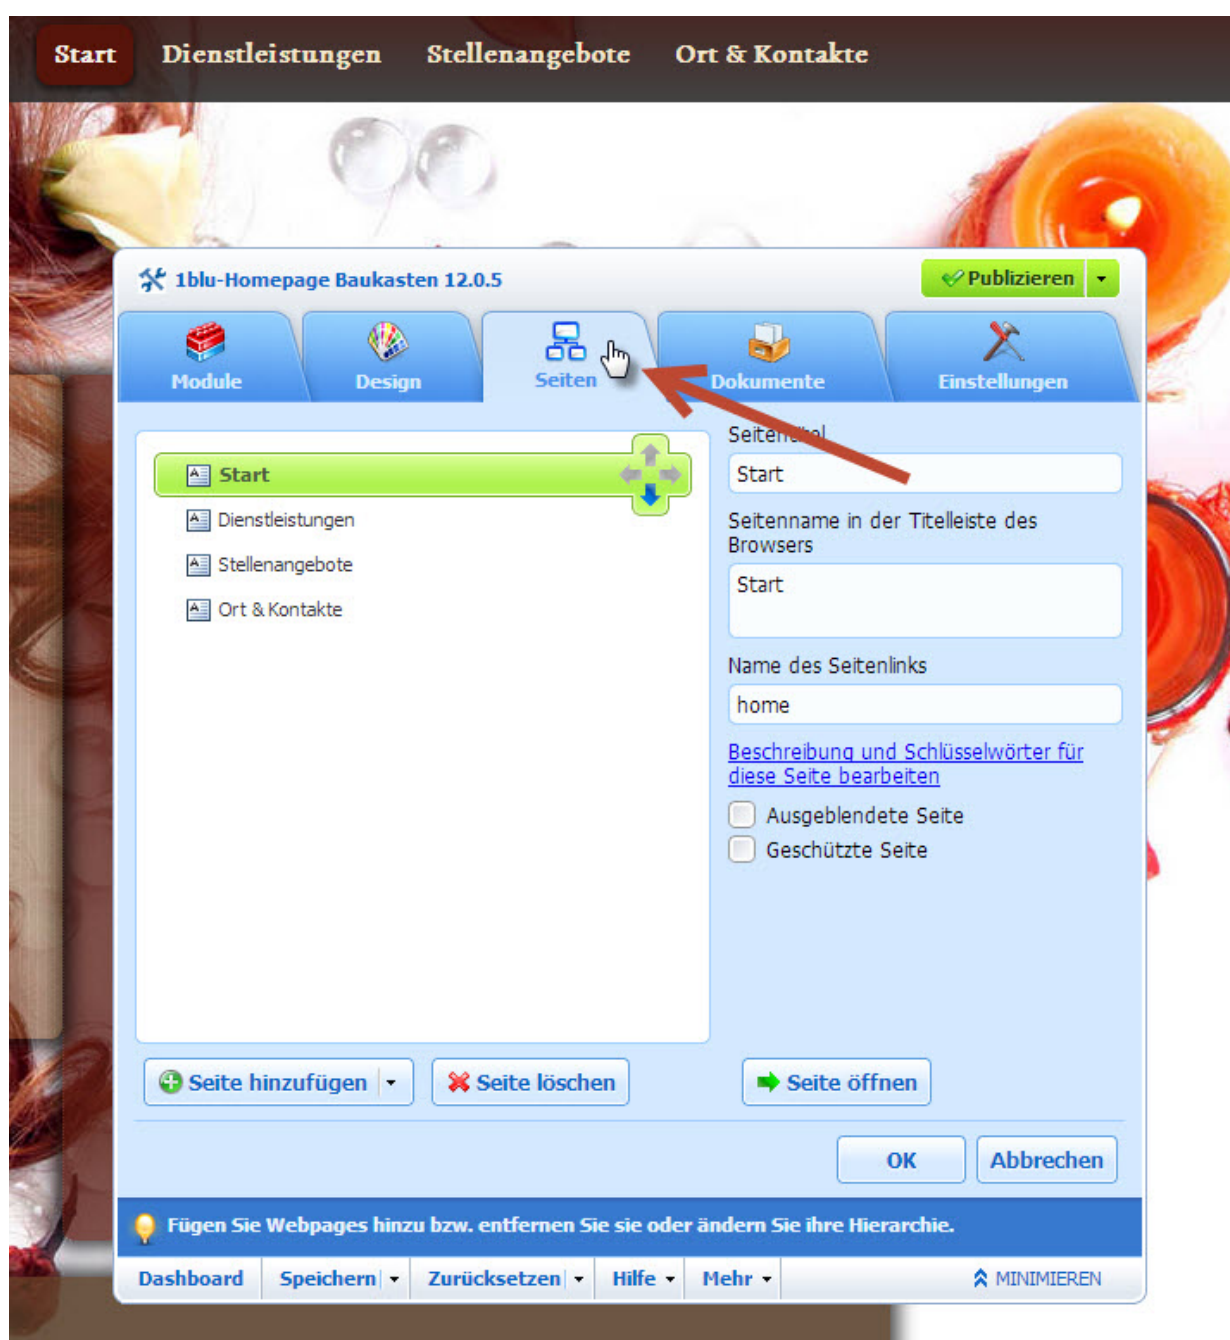 Start Dienstleistungen Stellenangebote Ort & Kontakte
1blu-Homepage Baukasten 12.0.5
Publizieren
Module Design Seiten Dokumente Einstellungen
Start
Dienstleistungen
Stellenangebote
Ort & Kontakte
Seitentitel
Start
Seitenname in der Titelleiste des
Browsers
Start
Name des Seitenlinks
home
Beschreibung und Schlüsselwörter für
diese Seite bearbeiten
Ausgeblendete Seite
Geschützte Seite
Seite hinzufügen Seite löschen Seite öffnen
OK Abbrechen
Fügen Sie Webpages hinzu bzw. entfernen Sie sie oder ändern Sie ihre Hierarchie.
Dashboard Speichern Zurücksetzen Hilfe Mehr MINIMIEREN